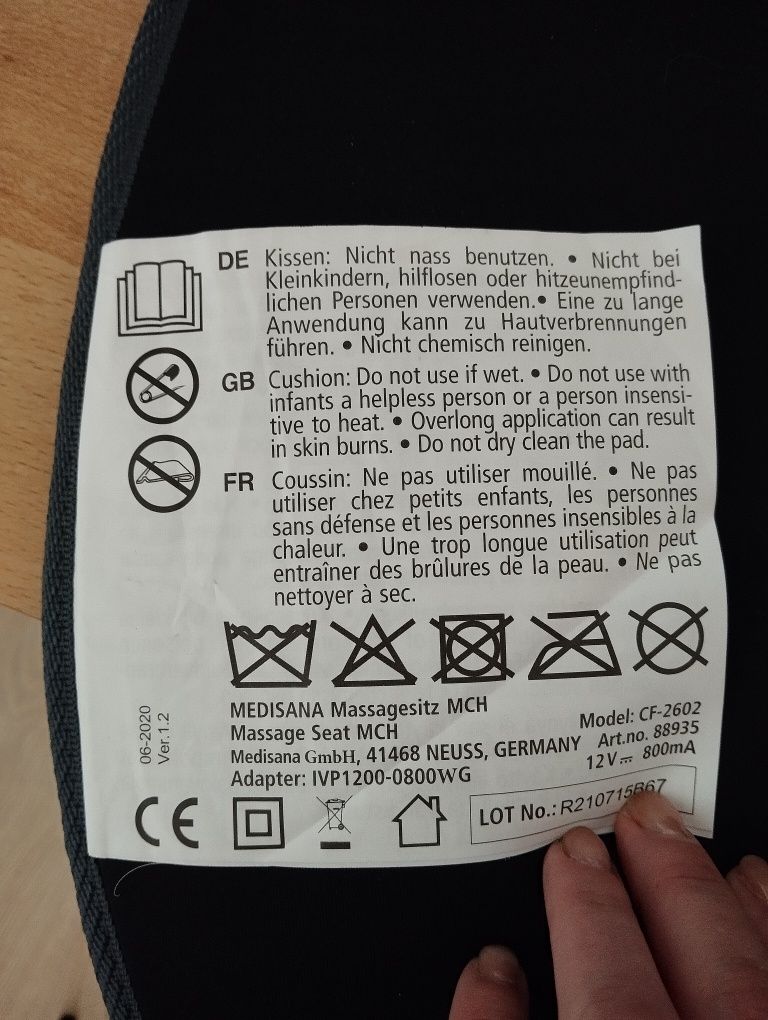 DE Kissen: Nicht nass benutzen. • Nicht bei
Kleinkindern, hilflosen oder hitzeunempfind-
lichen Personen verwenden.• Eine zu lange
Anwendung kann zu Hautverbrennungen
führen. • Nicht chemisch reinigen.
GB Cushion: Do not use if wet. • Do not use with
infants a helpless person or a person insensi-
tive to heat. • Overlong application can result
in skin burns. • Do not dry clean the pad.
FR Coussin: Ne pas utiliser mouillé. • Ne pas
utiliser chez petits enfants, les personnes
sans défense et les personnes insensibles à la
chaleur. • Une trop longue utilisation peut
entraîner des brûlures de la peau. • Ne pas
nettoyer à sec.
06-2020
Ver.1.2
MEDISANA Massagesitz MCH
Massage Seat MCH
Medisana GmbH, 41468 NEUSS, GERMANY
Adapter: IVP1200-0800WG
Model: CF-2602
Art.no. 88935
12V⎓ 800mA
CE
LOT No.: R210715B67